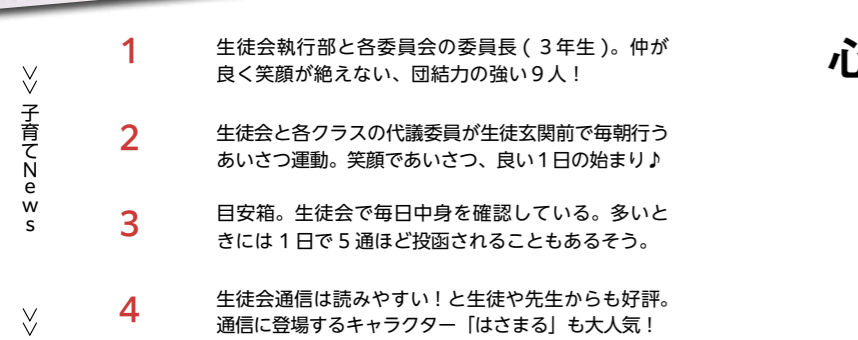 1
生徒会執行部と各委員会の委員長(3年生)。仲が
良く笑顔が絶えない、団結力の強い9人!
2
生徒会と各クラスの代議委員が生徒玄関前で毎朝行う
あいさつ運動。笑顔であいさつ、良い1日の始まり♪
3
目安箱。生徒会で毎日中身を確認している。多いと
きには1日で5通ほど投函されることもあるそう。
4
生徒会通信は読みやすい!と生徒や先生からも好評。
通信に登場するキャラクター「はさまる」も大人気!
>> 子育てNews >>